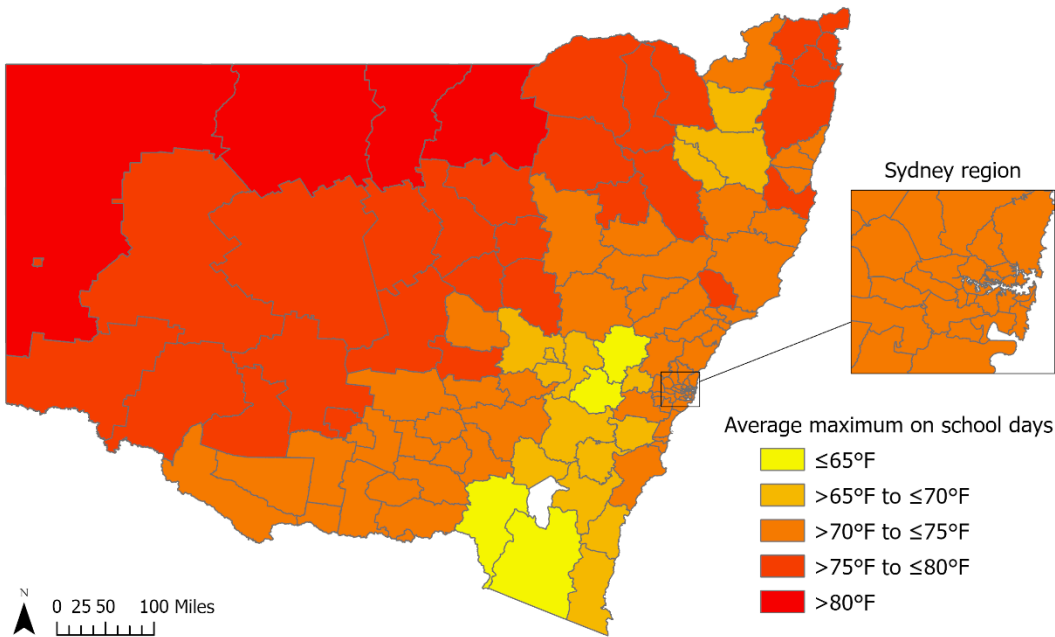 Sydney region
Average maximum on school days
≤65°F
>65°F to ≤70°F
>70°F to ≤75°F
>75°F to ≤80°F
>80°F
N
0 25 50 100 Miles